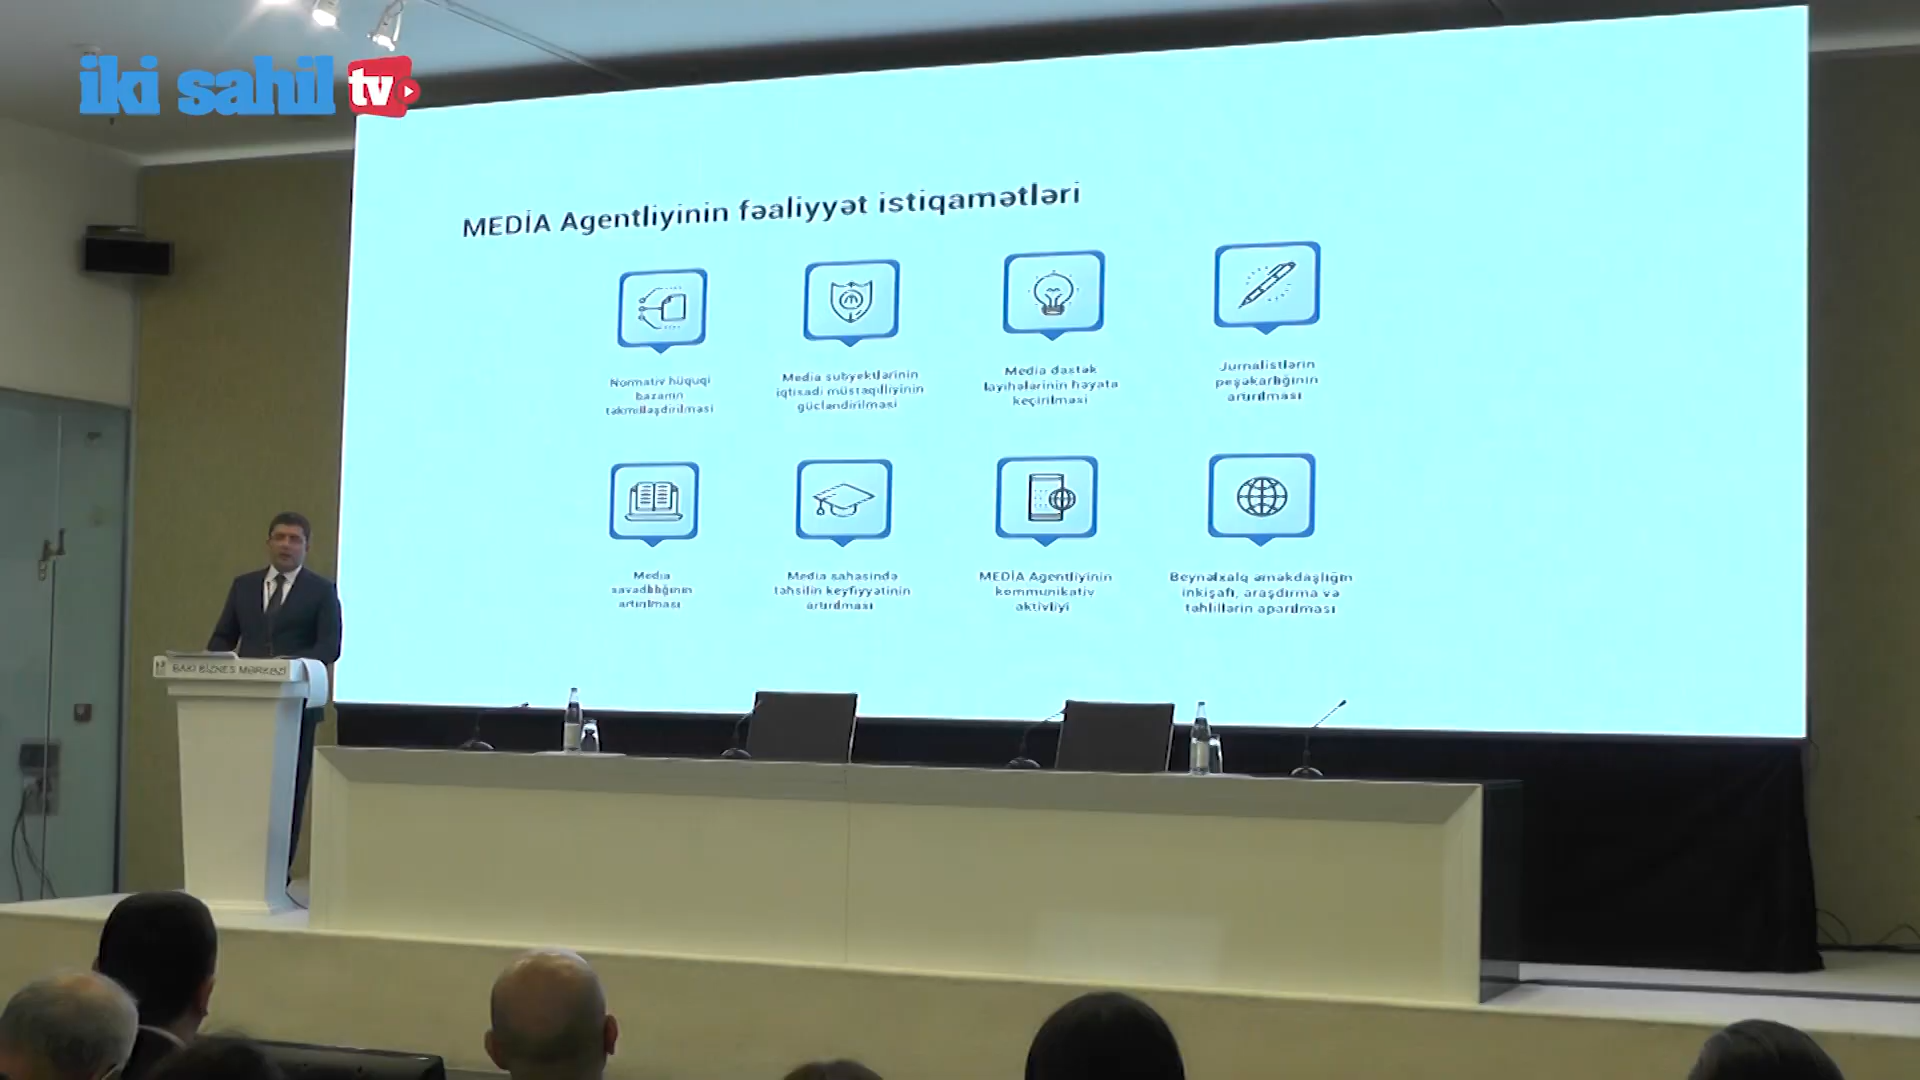 iki sahil tv
MEDİA Agentliyinin fəaliyyət istiqamətləri
Normativ hüquqi
bazanın
təkmilləşdirilməsi
Media subyektlərinin
iqtisadi müstəqilliyinin
gücləndirilməsi
Media dəstək
layihələrinin həyata
keçirilməsi
Jurnalistlərin
peşəkarlığının
artırılması
Media
savadlılığının
artırılması
Media sahəsində
təhsilin keyfiyyətinin
artırılması
MEDİA Agentliyinin
kommunikativ
aktivliyi
Beynəlxalq əməkdaşlığın
inkişafı, araşdırma və
təhlillərin aparılması
BAKI BİZNES MƏRKƏZİ